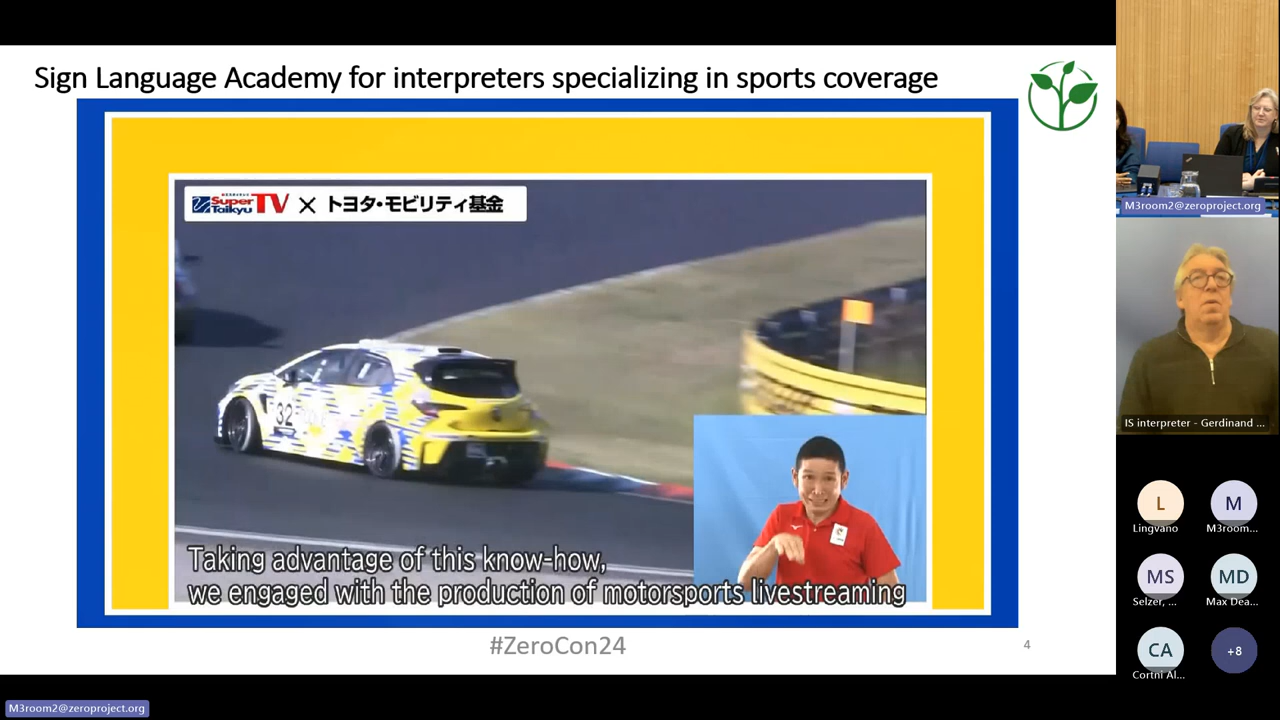 Sign Language Academy for interpreters specializing in sports coverage
Super Taikyu TV × トヨタ・モビリティ基金
32
Taking advantage of this know-how,
we engaged with the production of motorsports livestreaming
#ZeroCon24
4
M3room2@zeroproject.org
M3room2@zeroproject.org
IS interpreter - Gerdinand ...
L
M
Lingvano
M3room...
MS
MD
Selzer, ...
Max Dea...
CA
+8
Cortni Al...